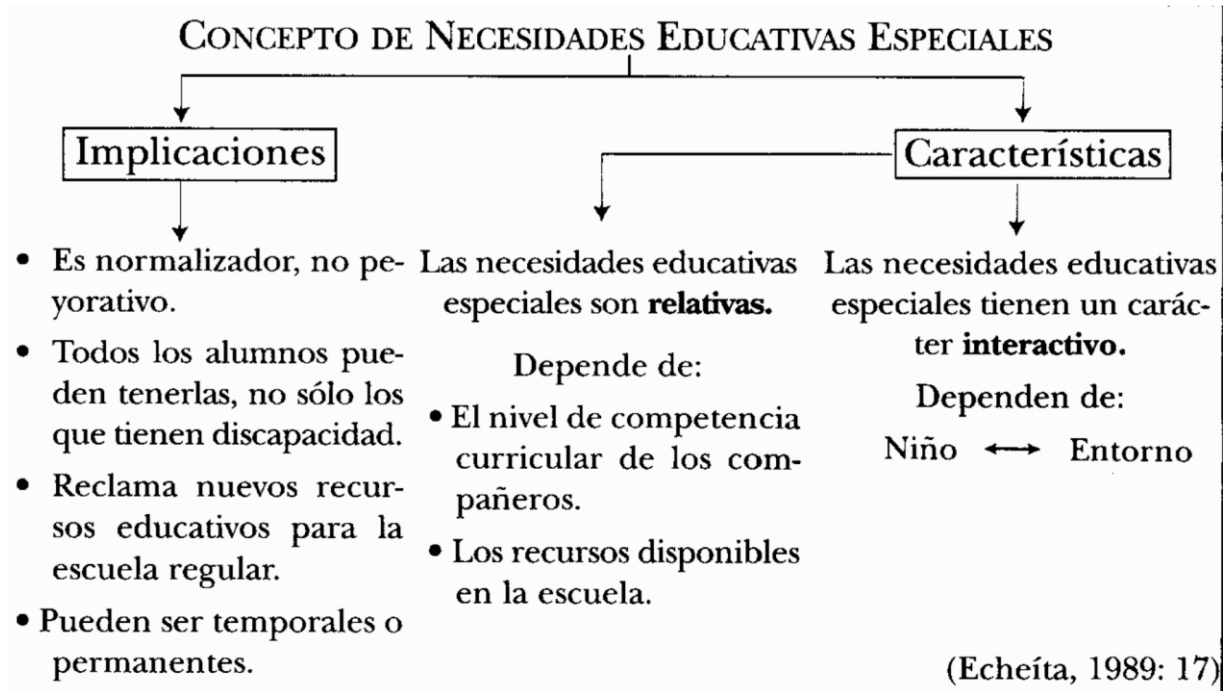 CONCEPTO DE NECESIDADES EDUCATIVAS ESPECIALES
Implicaciones
Características
• Es normalizador, no pe-
yorativo.
• Todos los alumnos pue-
den tenerlas, no sólo los
que tienen discapacidad.
• Reclama nuevos recur-
sos educativos para la
escuela regular.
• Pueden ser temporales o
permanentes.
Las necesidades educativas
especiales son relativas.
Depende de:
• El nivel de competencia
curricular de los com-
pañeros.
• Los recursos disponibles
en la escuela.
Las necesidades educativas
especiales tienen un carác-
ter interactivo.
Dependen de:
Niño ↔ Entorno
(Echeíta, 1989: 17)